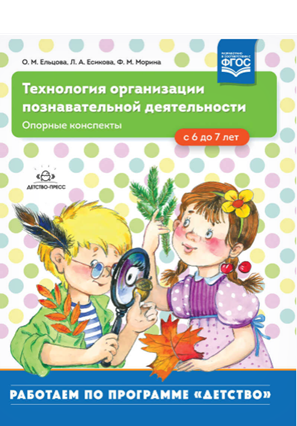 О. М. Ельцова, Л. А. Есикова, Ф. М. Морина
ФГОС
Технология организации
познавательной деятельности
Опорные конспекты
с 6 до 7 лет
ДЕТСТВО-ПРЕСС
РАБОТАЕМ ПО ПРОГРАММЕ «ДЕТСТВО»